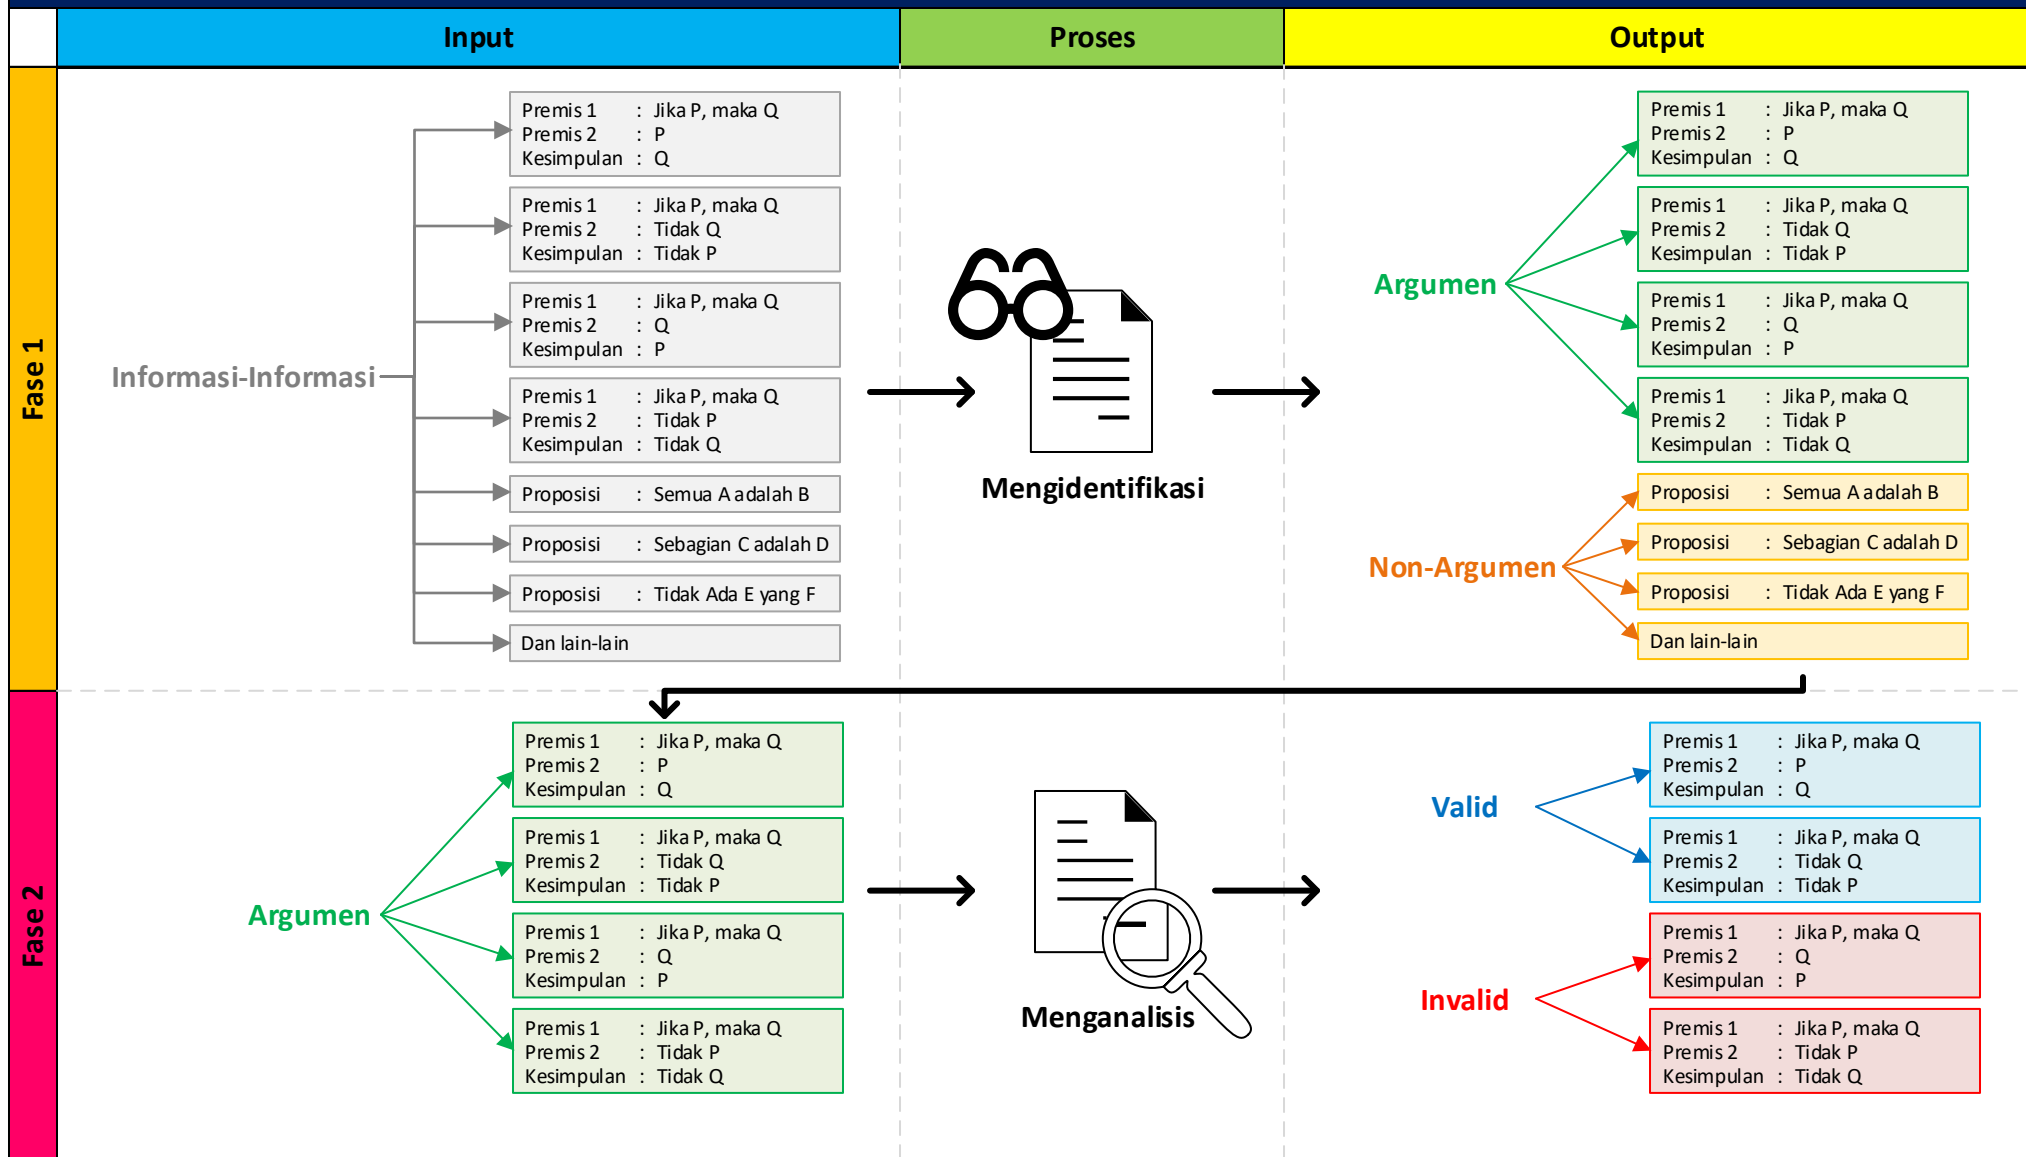 Input
Proses
Output
Fase 1
Informasi-Informasi
Premis 1 : Jika P, maka Q
Premis 2 : P
Kesimpulan : Q
Premis 1 : Jika P, maka Q
Premis 2 : Tidak Q
Kesimpulan : Tidak P
Premis 1 : Jika P, maka Q
Premis 2 : Q
Kesimpulan : P
Premis 1 : Jika P, maka Q
Premis 2 : Tidak P
Kesimpulan : Tidak Q
Proposisi : Semua A adalah B
Proposisi : Sebagian C adalah D
Proposisi : Tidak Ada E yang F
Dan lain-lain
Mengidentifikasi
Argumen
Premis 1 : Jika P, maka Q
Premis 2 : P
Kesimpulan : Q
Premis 1 : Jika P, maka Q
Premis 2 : Tidak Q
Kesimpulan : Tidak P
Premis 1 : Jika P, maka Q
Premis 2 : Q
Kesimpulan : P
Premis 1 : Jika P, maka Q
Premis 2 : Tidak P
Kesimpulan : Tidak Q
Non-Argumen
Proposisi : Semua A adalah B
Proposisi : Sebagian C adalah D
Proposisi : Tidak Ada E yang F
Dan lain-lain
Fase 2
Argumen
Premis 1 : Jika P, maka Q
Premis 2 : P
Kesimpulan : Q
Premis 1 : Jika P, maka Q
Premis 2 : Tidak Q
Kesimpulan : Tidak P
Premis 1 : Jika P, maka Q
Premis 2 : Q
Kesimpulan : P
Premis 1 : Jika P, maka Q
Premis 2 : Tidak P
Kesimpulan : Tidak Q
Menganalisis
Valid
Premis 1 : Jika P, maka Q
Premis 2 : P
Kesimpulan : Q
Premis 1 : Jika P, maka Q
Premis 2 : Tidak Q
Kesimpulan : Tidak P
Invalid
Premis 1 : Jika P, maka Q
Premis 2 : Q
Kesimpulan : P
Premis 1 : Jika P, maka Q
Premis 2 : Tidak P
Kesimpulan : Tidak Q